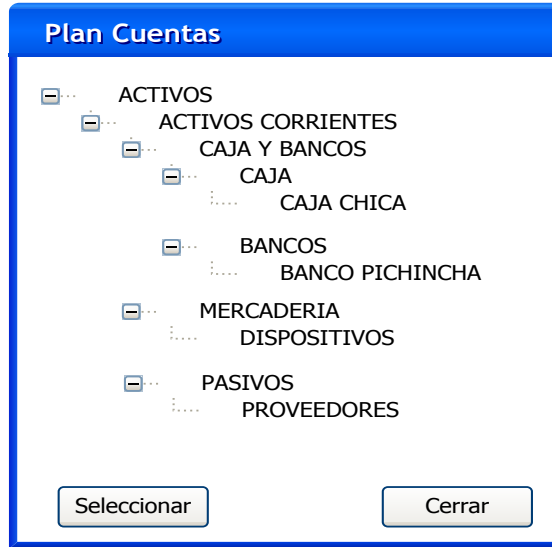 Plan Cuentas
ACTIVOS
ACTIVOS CORRIENTES
CAJA Y BANCOS
CAJA
CAJA CHICA
BANCOS
BANCO PICHINCHA
MERCADERIA
DISPOSITIVOS
PASIVOS
PROVEEDORES
Seleccionar Cerrar